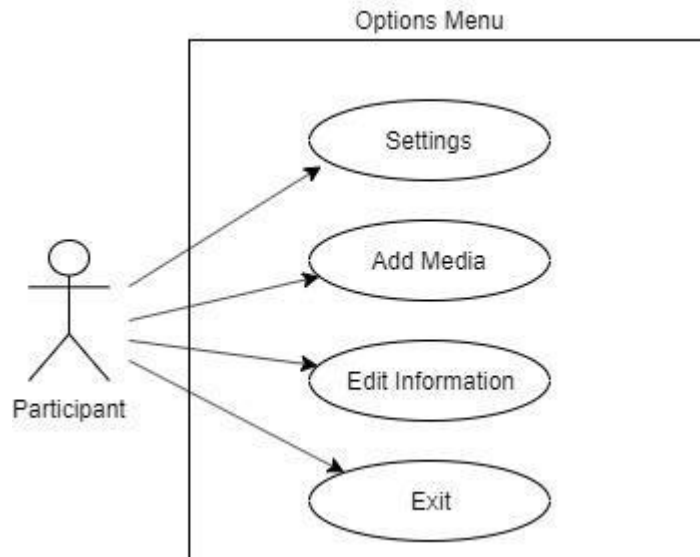 Options Menu
Settings
Add Media
Edit Information
Participant
Exit